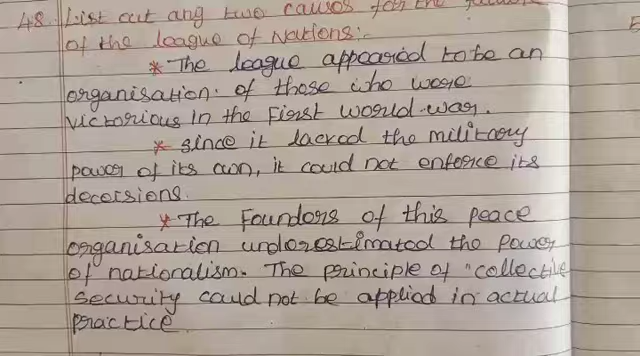 48. List out any two causes for the failure
of the league of Nations:-
* The league appeared to be an
organisation. of those who were
victorious in the First world-war.
* since it lacked the military
power of its own, it could not enforce its
decesions.
* The Founders of this peace
organisation underestimated the power
of nationalism. The principle of "collective
security could not be applied in actual
practice